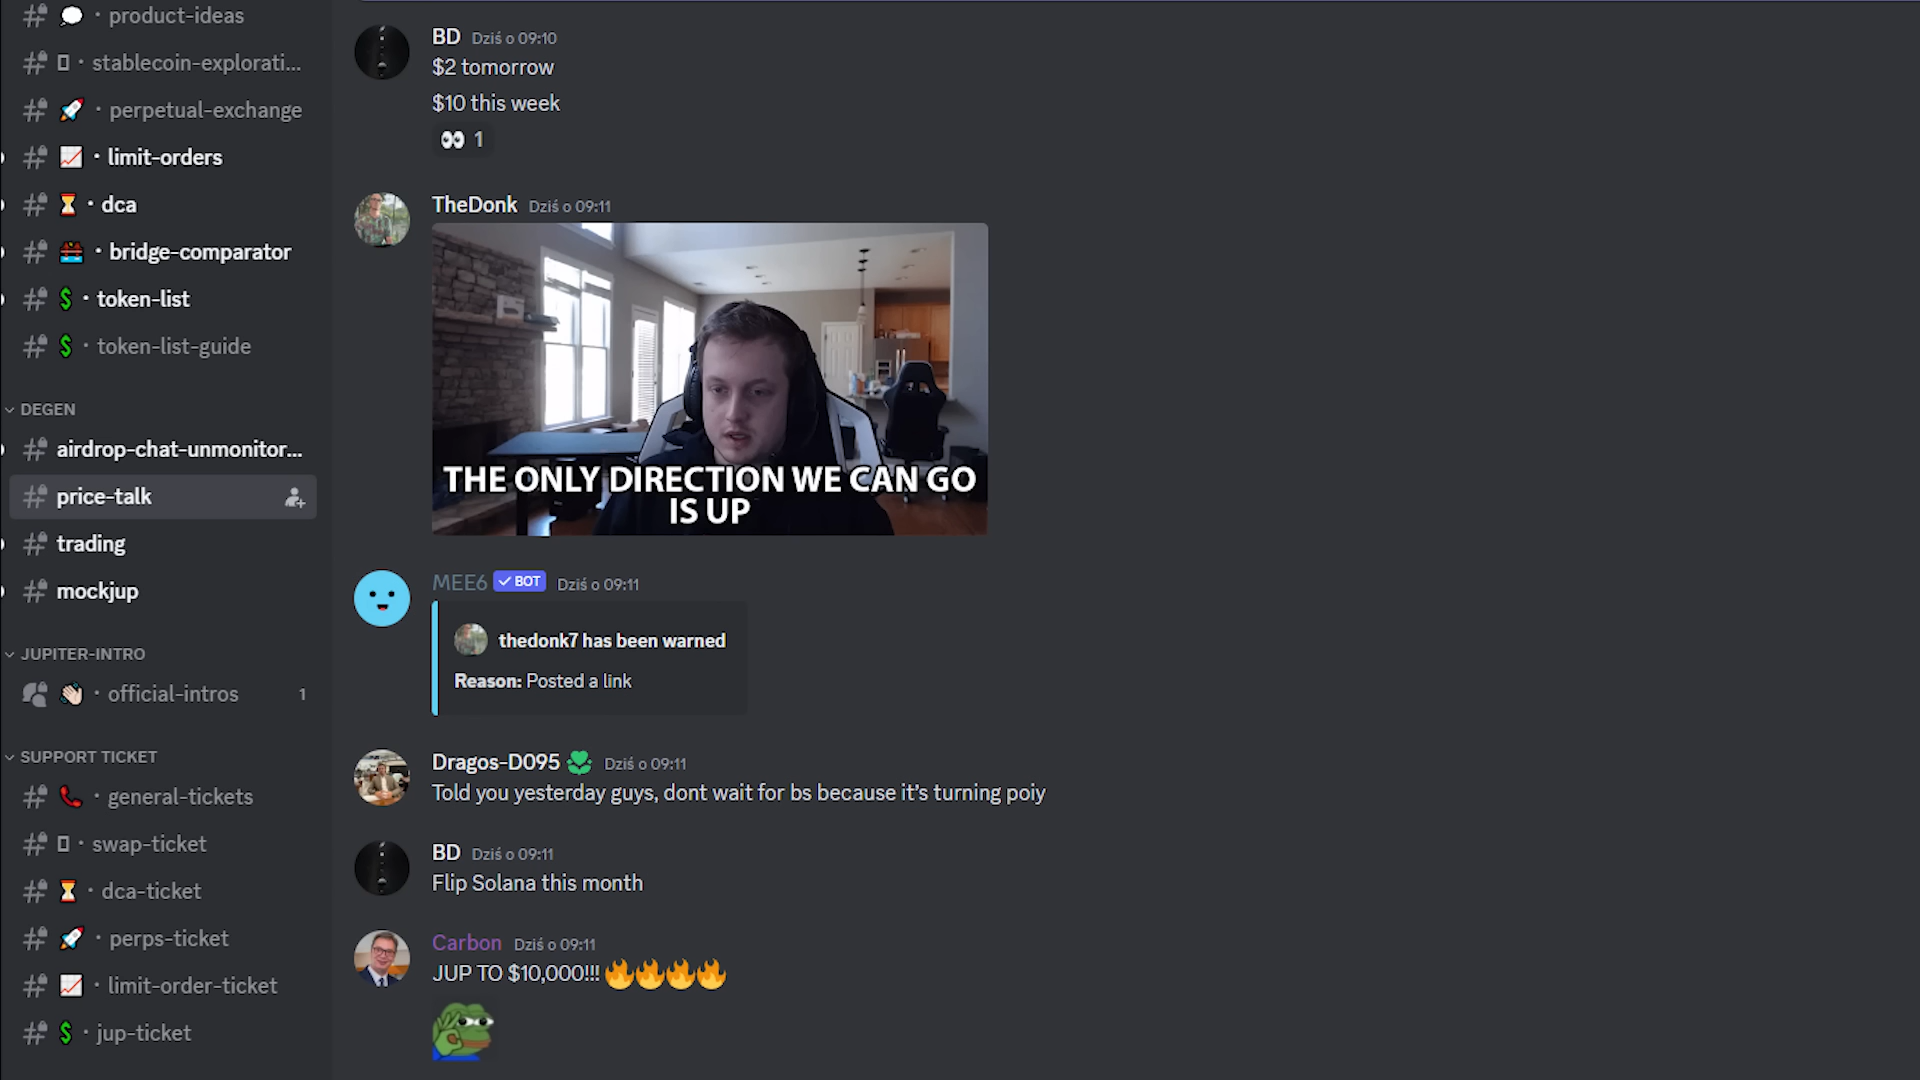 product-ideas
stablecoin-explorati...
perpetual-exchange
limit-orders
dca
bridge-comparator
token-list
token-list-guide
DEGEN
airdrop-chat-unmonitor...
price-talk
trading
mockjup
JUPITER-INTRO
official-intros 1
SUPPORT TICKET
general-tickets
swap-ticket
dca-ticket
perps-ticket
limit-order-ticket
jup-ticket
BD Dziś o 09:10
$2 tomorrow
$10 this week
👀 1
TheDonk Dziś o 09:11
THE ONLY DIRECTION WE CAN GO
IS UP
MEE6 ✓ BOT Dziś o 09:11
thedonk7 has been warned
Reason: Posted a link
Dragos-D095 Dziś o 09:11
Told you yesterday guys, dont wait for bs because it’s turning poiy
BD Dziś o 09:11
Flip Solana this month
Carbon Dziś o 09:11
JUP TO $10,000!!! 🔥🔥🔥🔥